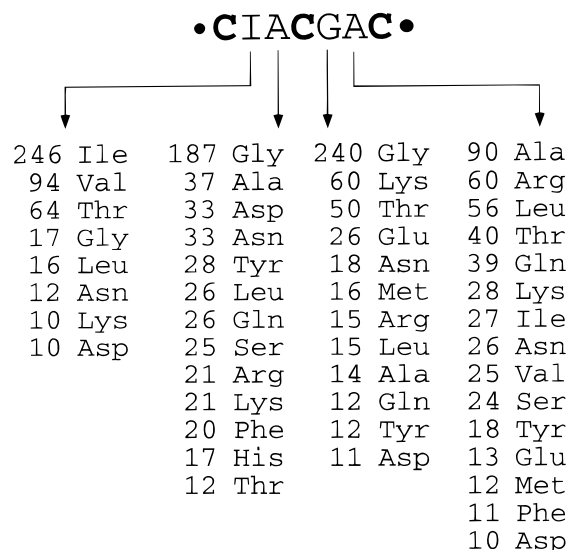 •CIACGAC•
246 Ile 187 Gly 240 Gly 90 Ala
94 Val 37 Ala 60 Lys 60 Arg
64 Thr 33 Asp 50 Thr 56 Leu
17 Gly 33 Asn 26 Glu 40 Thr
16 Leu 28 Tyr 18 Asn 39 Gln
12 Asn 26 Leu 16 Met 28 Lys
10 Lys 26 Gln 15 Arg 27 Ile
10 Asp 25 Ser 15 Leu 26 Asn
21 Arg 14 Ala 25 Val
21 Lys 12 Gln 24 Ser
20 Phe 12 Tyr 18 Tyr
17 His 11 Asp 13 Glu
12 Thr 12 Met
11 Phe
10 Asp